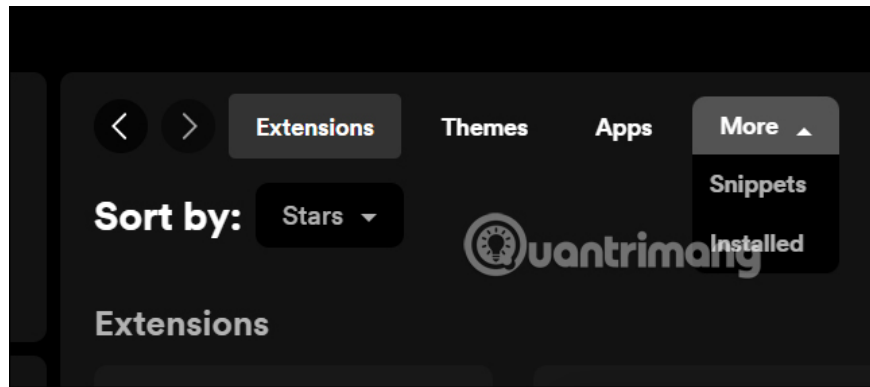 Extensions Themes Apps More
Snippets
Sort by: Stars
Installed
Quantrimang
Extensions